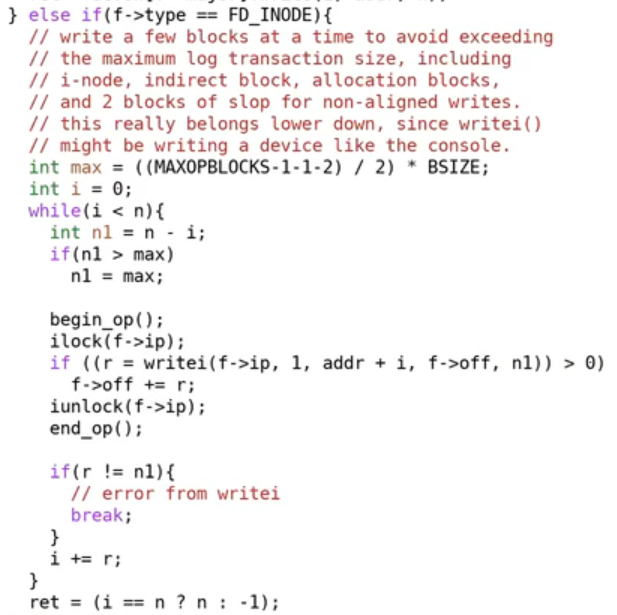 } else if(f->type == FD_INODE){
// write a few blocks at a time to avoid exceeding
// the maximum log transaction size, including
// i-node, indirect block, allocation blocks,
// and 2 blocks of slop for non-aligned writes.
// this really belongs lower down, since writei()
// might be writing a device like the console.
int max = ((MAXOPBLOCKS-1-1-2) / 2) * BSIZE;
int i = 0;
while(i < n){
int n1 = n - i;
if(n1 > max)
n1 = max;
begin_op();
ilock(f->ip);
if ((r = writei(f->ip, 1, addr + i, f->off, n1)) > 0)
f->off += r;
iunlock(f->ip);
end_op();
if(r != n1){
// error from writei
break;
}
i += r;
}
ret = (i == n ? n : -1);